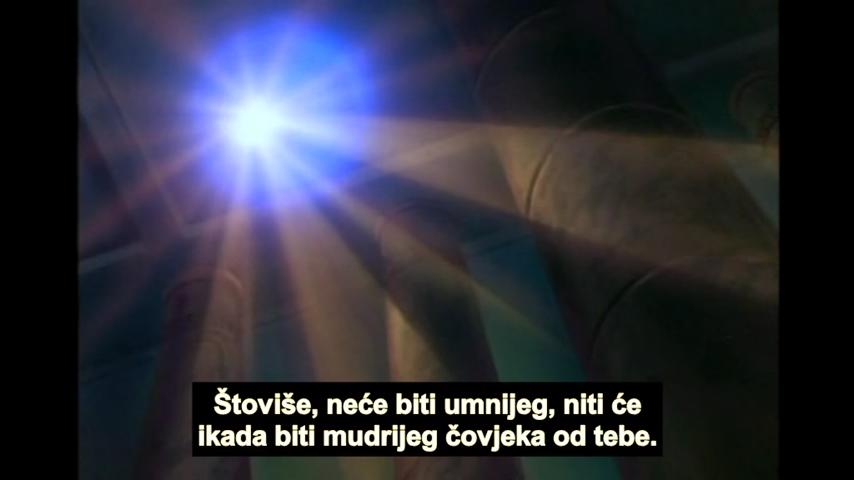 Štoviše, neće biti umnijeg, niti će
ikada biti mudrijeg čovjeka od tebe.